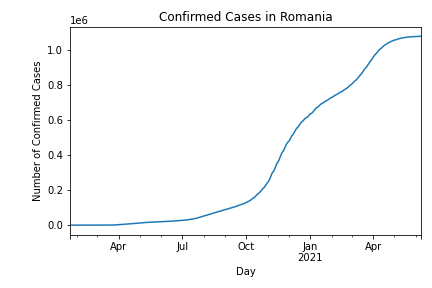 Confirmed Cases in Romania
1e6
1.0
0.8
0.6
0.4
0.2
0.0
Number of Confirmed Cases
Apr
Jul
Oct
Jan
2021
Apr
Day